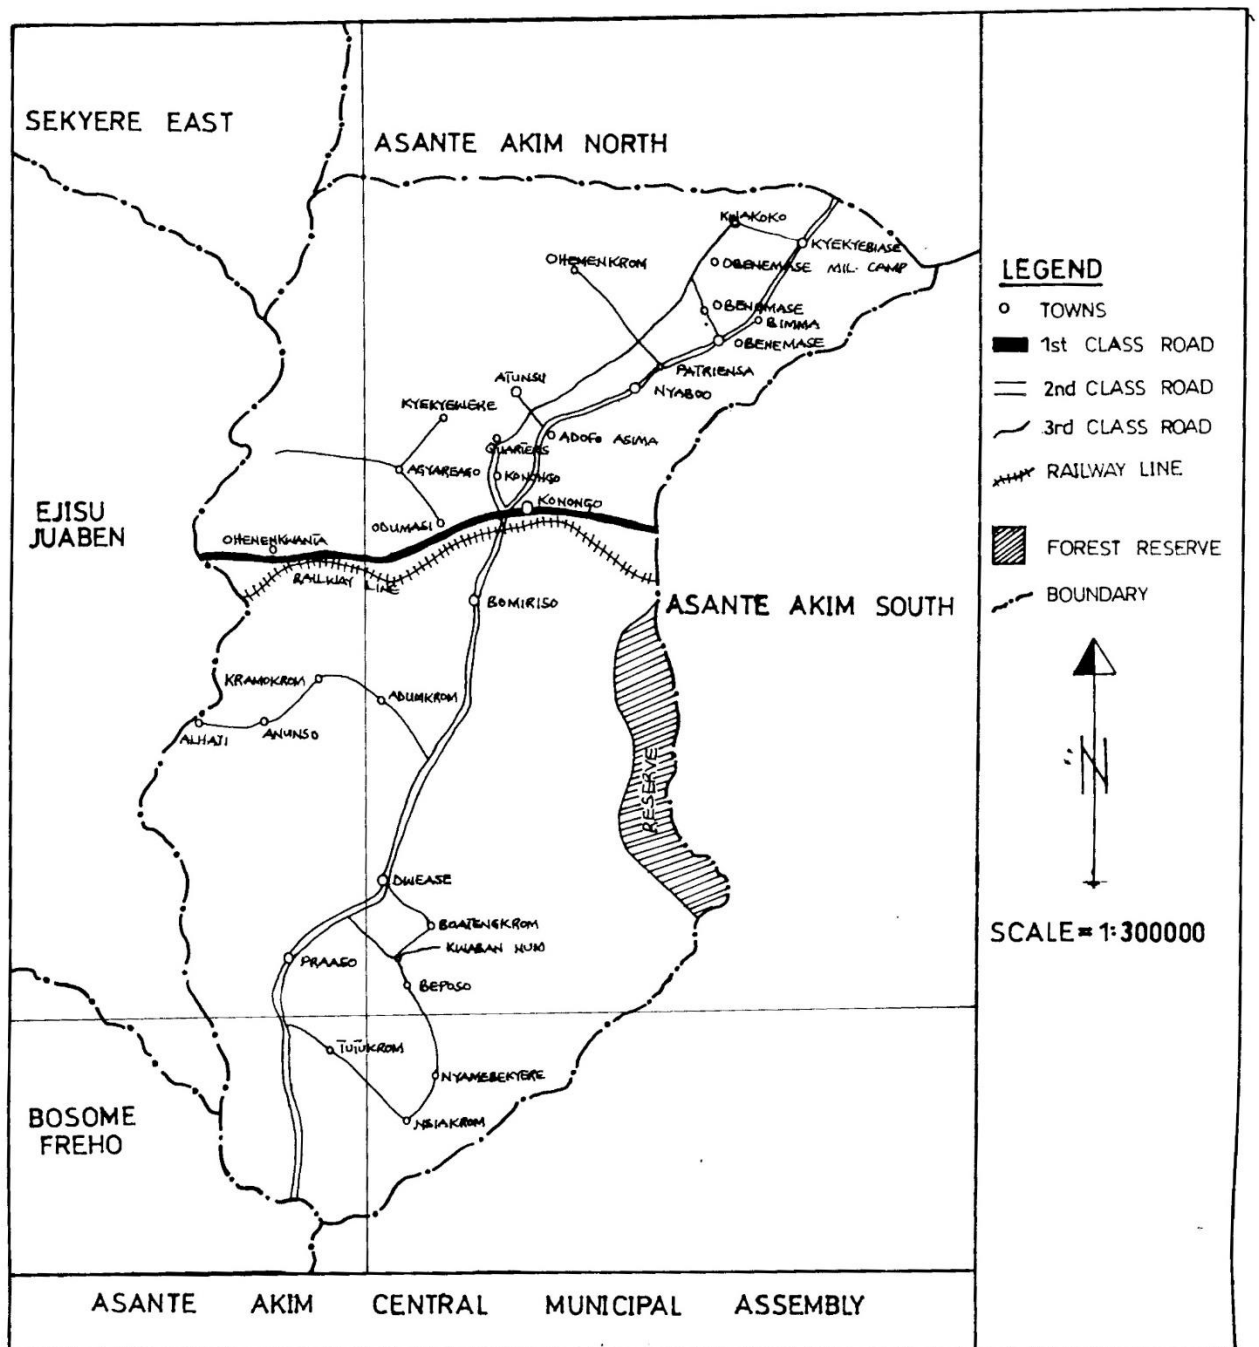 SEKYERE EAST
ASANTE AKIM NORTH
KWAKOKO
KYEKYEBIASE
OHEMENKROM
OBENEMASE MIL. CAMP
OBENEMASE
BIMMA
OBENEMASE
PATRIENSA
ATUNSU
NYABOO
KYEKYEWERE
ADOFO ASIMA
QUARTERS
AGYAREAGO
KONONGO
KONONGO
EJISU
JUABEN
ODUMASI
OHENENKWANTA
RAILWAY LINE
BOMIRISO
ASANTE AKIM SOUTH
KRAMOKROM
ADUMKROM
ALHAJI
ANUNSO
RESERVE
DWEASE
BOATENGKROM
KWABAN NUM
PRAASO
BEPOSO
TUTUKROM
NYAMEBEKYERE
NSIAKROM
BOSOME
FREHO
LEGEND
TOWNS
1st CLASS ROAD
2nd CLASS ROAD
3rd CLASS ROAD
RAILWAY LINE
FOREST RESERVE
BOUNDARY
N
SCALE = 1:300000
ASANTE AKIM CENTRAL MUNICIPAL ASSEMBLY